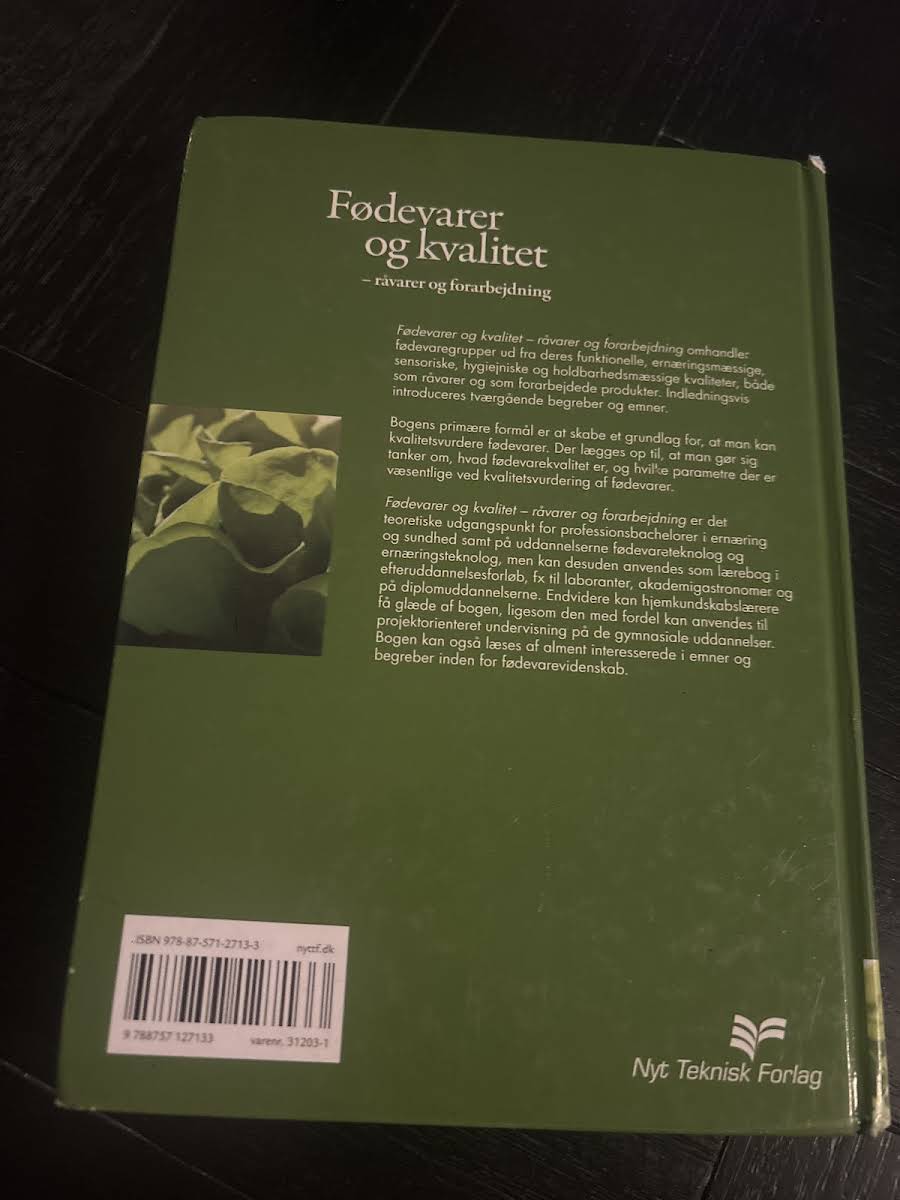 Fødevarer
og kvalitet
– råvarer og forarbejdning
Fødevarer og kvalitet – råvarer og forarbejdning omhandler
fødevaregrupper ud fra deres funktionelle, ernæringsmæssige,
sensoriske, hygiejniske og holdbarhedsmæssige kvaliteter, både
som råvarer og som forarbejdede produkter. Indledningsvis
introduceres tværgående begreber og emner.
Bogens primære formål er at skabe et grundlag for, at man kan
kvalitetsvurdere fødevarer. Der lægges op til, at man gør sig
tanker om, hvad fødevarekvalitet er, og hvilke parametre der er
væsentlige ved kvalitetsvurdering af fødevarer.
Fødevarer og kvalitet – råvarer og forarbejdning er det
teoretiske udgangspunkt for professionsbachelorer i ernæring
og sundhed samt på uddannelserne fødevareteknolog og
ernæringsteknolog, men kan desuden anvendes som lærebog i
efteruddannelsesforløb, fx til laboranter, akademigastronomer og
på diplomuddannelserne. Endvidere kan hjemkundskabslærere
få glæde af bogen, ligesom den med fordel kan anvendes til
projektorienteret undervisning på de gymnasiale uddannelser.
Bogen kan også læses af alment interesserede i emner og
begreber inden for fødevarevidenskab.
ISBN 978-87-571-2713-3 nyttf.dk
9 788757 127133 varenr. 31203-1
Nyt Teknisk Forlag